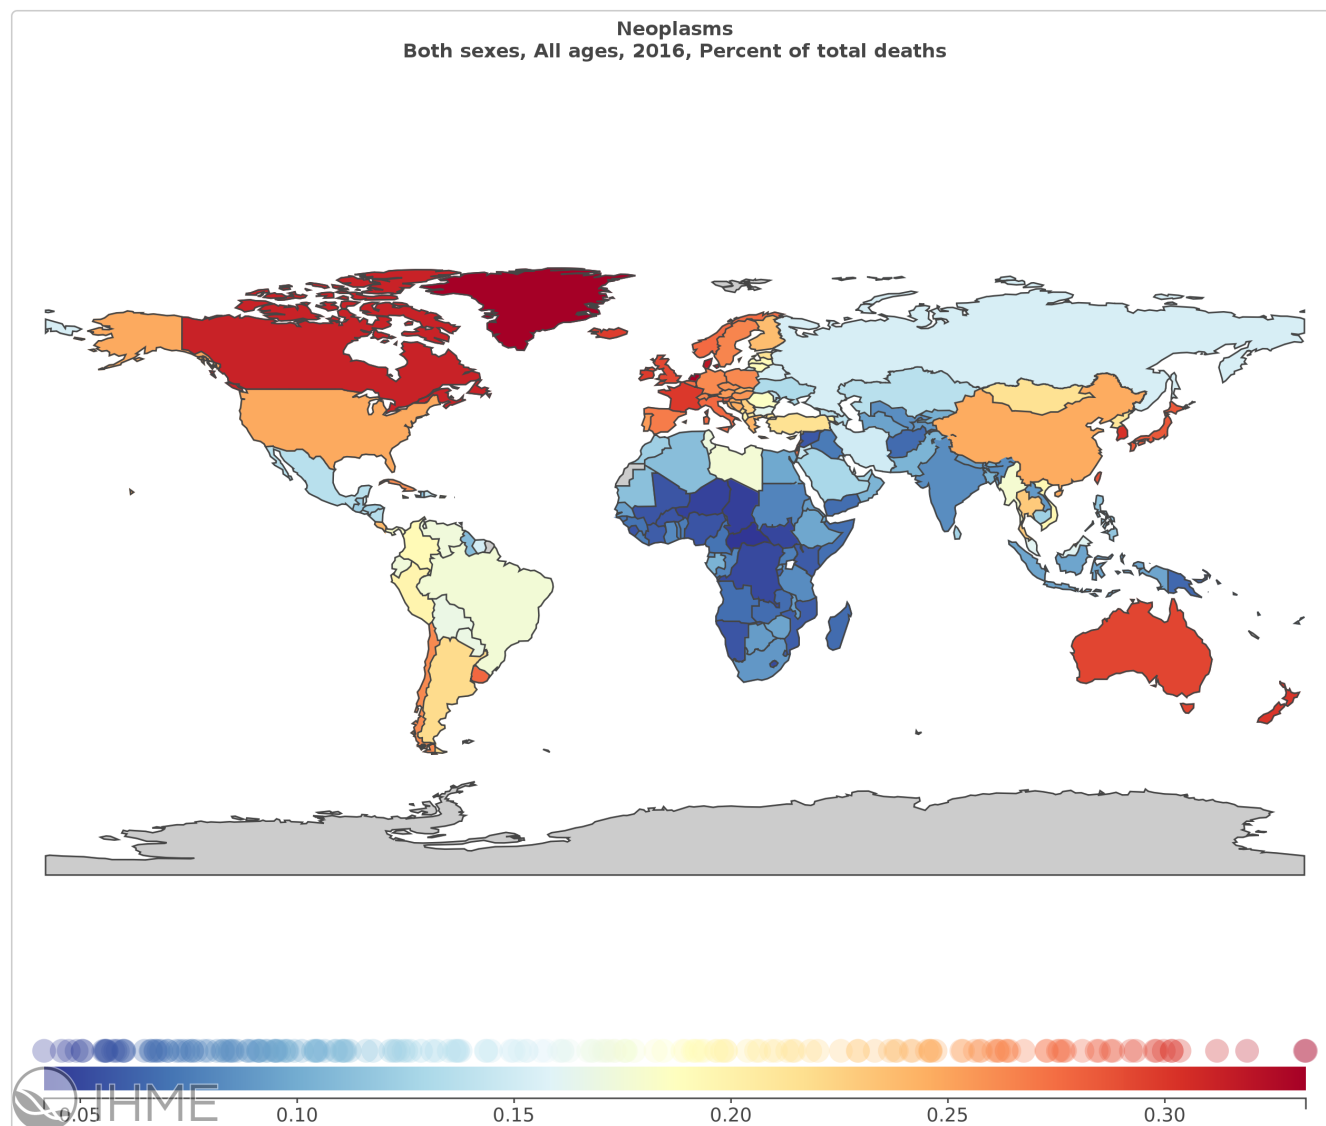 Neoplasms
Both sexes, All ages, 2016, Percent of total deaths
IHME
0.05 0.10 0.15 0.20 0.25 0.30